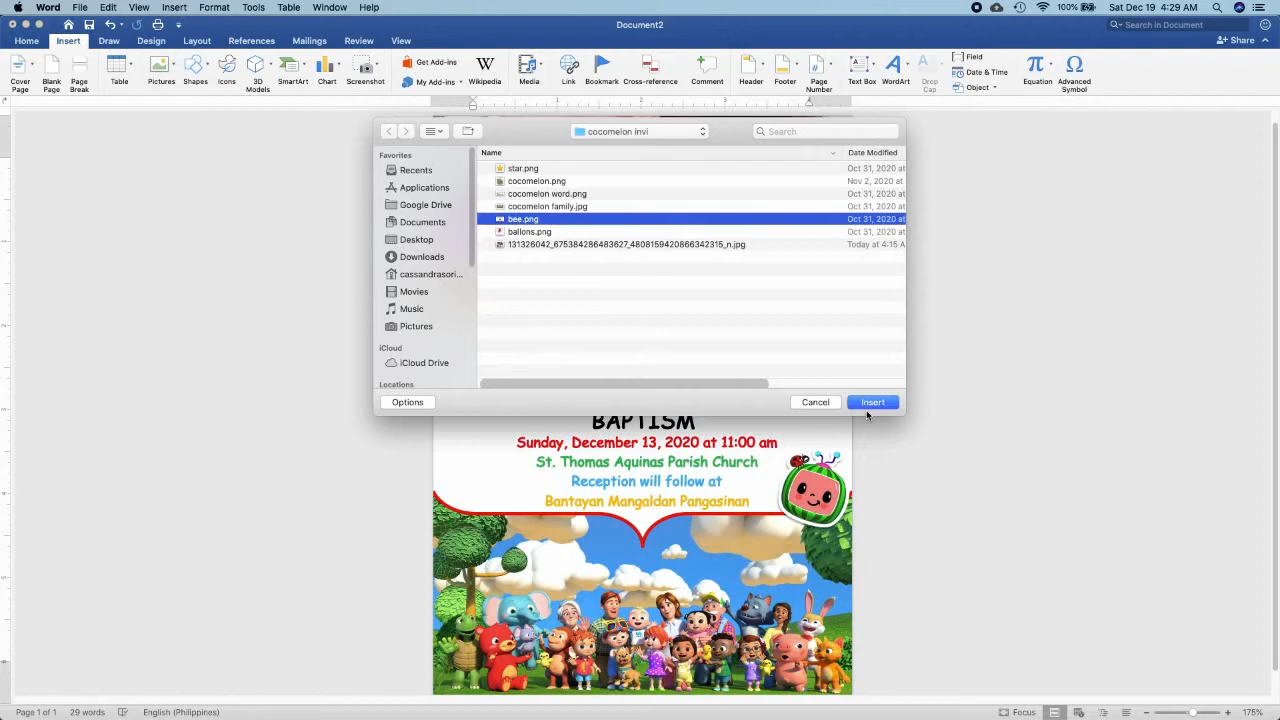 Word File Edit View Insert Format Tools Table Window Help
100% Sat Dec19 4:29 AM
Document2
Search in Document
Home Insert Draw Design Layout References Mailings Review View
Share
Cover Page
Blank Page
Page Break
Table
Pictures
Shapes
Icons
3D Models
SmartArt
Chart
Screenshot
Get Add-ins
My Add-ins
Wikipedia
Media
Link
Bookmark
Cross-reference
Comment
Header
Footer
Page Number
Text Box
WordArt
Drop Cap
Field
Date & Time
Object
Equation
Advanced Symbol
cocomelon invi
Search
Favorites
Recents
Applications
Google Drive
Documents
Desktop
Downloads
cassandrasori...
Movies
Music
Pictures
iCloud
iCloud Drive
Locations
Name Date Modified
star.png Oct 31, 2020 at
cocomelon.png Nov 2, 2020 at
cocomelon word.png Oct 31, 2020 at
cocomelon family.jpg Oct 31, 2020 at
bee.png Oct 31, 2020 at
ballons.png Oct 31, 2020 at
131326042_675384286483627_4808159420866342315_n.jpg Today at 4:15 A
Options Cancel Insert
BAPTISM
Sunday, December 13, 2020 at 11:00 am
St. Thomas Aquinas Parish Church
Reception will follow at
Bantayan Mangaldan Pangasinan
Page 1 of 1 29 words English (Philippines) Focus 175%